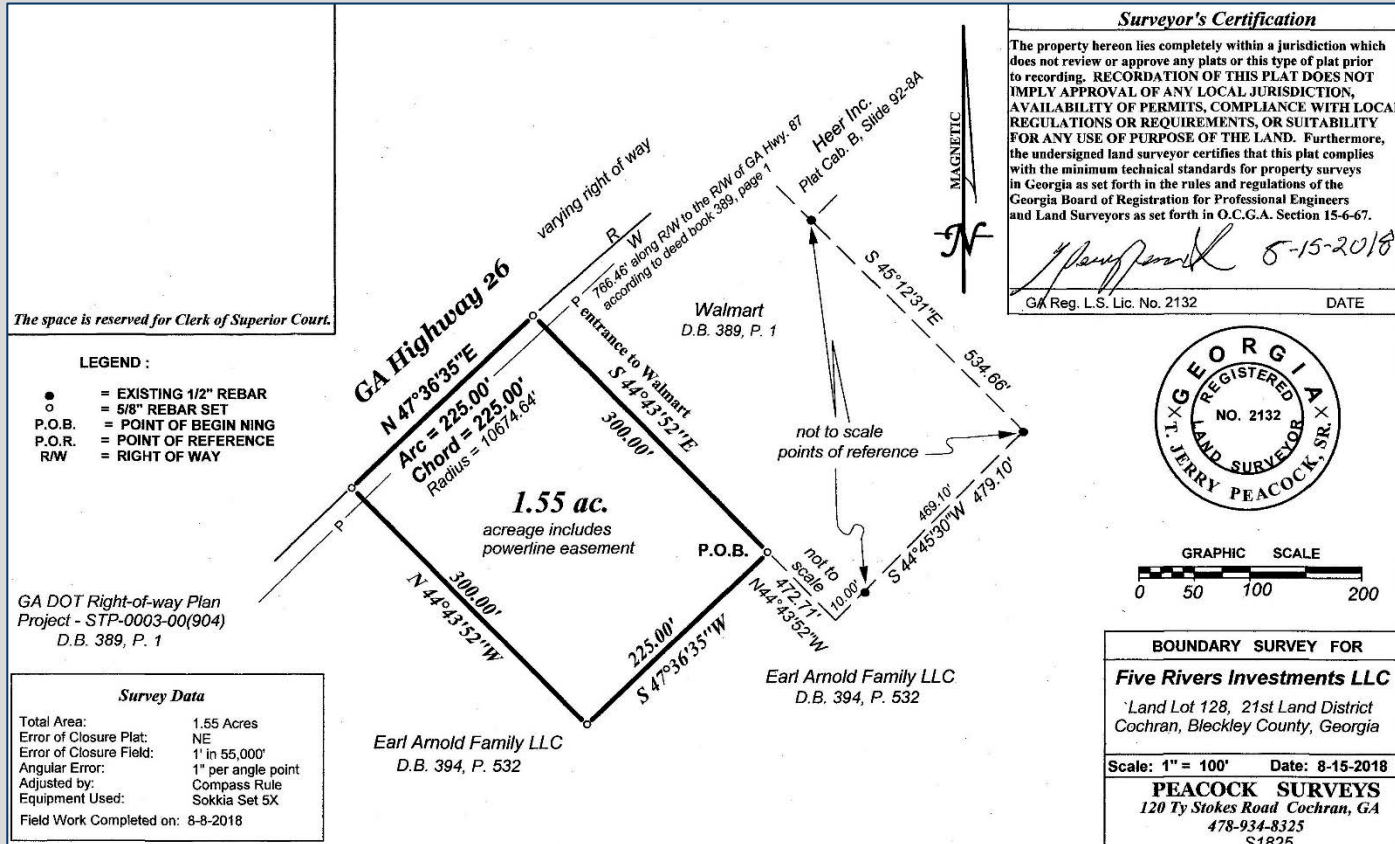 The space is reserved for Clerk of Superior Court.
LEGEND :
● = EXISTING 1/2" REBAR
○ = 5/8" REBAR SET
P.O.B. = POINT OF BEGIN NING
P.O.R. = POINT OF REFERENCE
R/W = RIGHT OF WAY
GA DOT Right-of-way Plan
Project - STP-0003-00(904)
D.B. 389, P. 1
Survey Data
Total Area: 1.55 Acres
Error of Closure Plat: NE
Error of Closure Field: 1' in 55,000'
Angular Error: 1" per angle point
Adjusted by: Compass Rule
Equipment Used: Sokkia Set 5X
Field Work Completed on: 8-8-2018
varying right of way
GA Highway 26
R
W
P
766.46' along R/W to the R/W of GA Hwy. 87
according to deed book 389, page 1
Heer Inc.
Plat Cab. B, Slide 92-8A
N 47°36'35"E
Arc = 225.00'
Chord = 225.00'
Radius = 10674.64'
P
entrance to Walmart
S 44°43'52"E
300.00'
Walmart
D.B. 389, P. 1
S 45°12'31"E
534.66'
not to scale
points of reference
1.55 ac.
acreage includes
powerline easement
P.O.B.
not to
scale
472.71'
N44°43'52"W
10.00'
469.10'
S 44°45'30"W 479.10'
300.00'
N 44°43'52"W
225.00'
S 47°36'35"W
Earl Arnold Family LLC
D.B. 394, P. 532
Earl Arnold Family LLC
D.B. 394, P. 532
MAGNETIC
N
Surveyor's Certification
The property hereon lies completely within a jurisdiction which
does not review or approve any plats or this type of plat prior
to recording. RECORDATION OF THIS PLAT DOES NOT
IMPLY APPROVAL OF ANY LOCAL JURISDICTION,
AVAILABILITY OF PERMITS, COMPLIANCE WITH LOCAL
REGULATIONS OR REQUIREMENTS, OR SUITABILITY
FOR ANY USE OF PURPOSE OF THE LAND. Furthermore,
the undersigned land surveyor certifies that this plat complies
with the minimum technical standards for property surveys
in Georgia as set forth in the rules and regulations of the
Georgia Board of Registration for Professional Engineers
and Land Surveyors as set forth in O.C.G.A. Section 15-6-67.
8-15-2018
GA Reg. L.S. Lic. No. 2132 DATE
GEORGIA
REGISTERED
NO. 2132
LAND SURVEYOR
T. JERRY PEACOCK, SR.
GRAPHIC SCALE
0 50 100 200
BOUNDARY SURVEY FOR
Five Rivers Investments LLC
Land Lot 128, 21st Land District
Cochran, Bleckley County, Georgia
Scale: 1" = 100' Date: 8-15-2018
PEACOCK SURVEYS
120 Ty Stokes Road Cochran, GA
478-934-8325
S1825